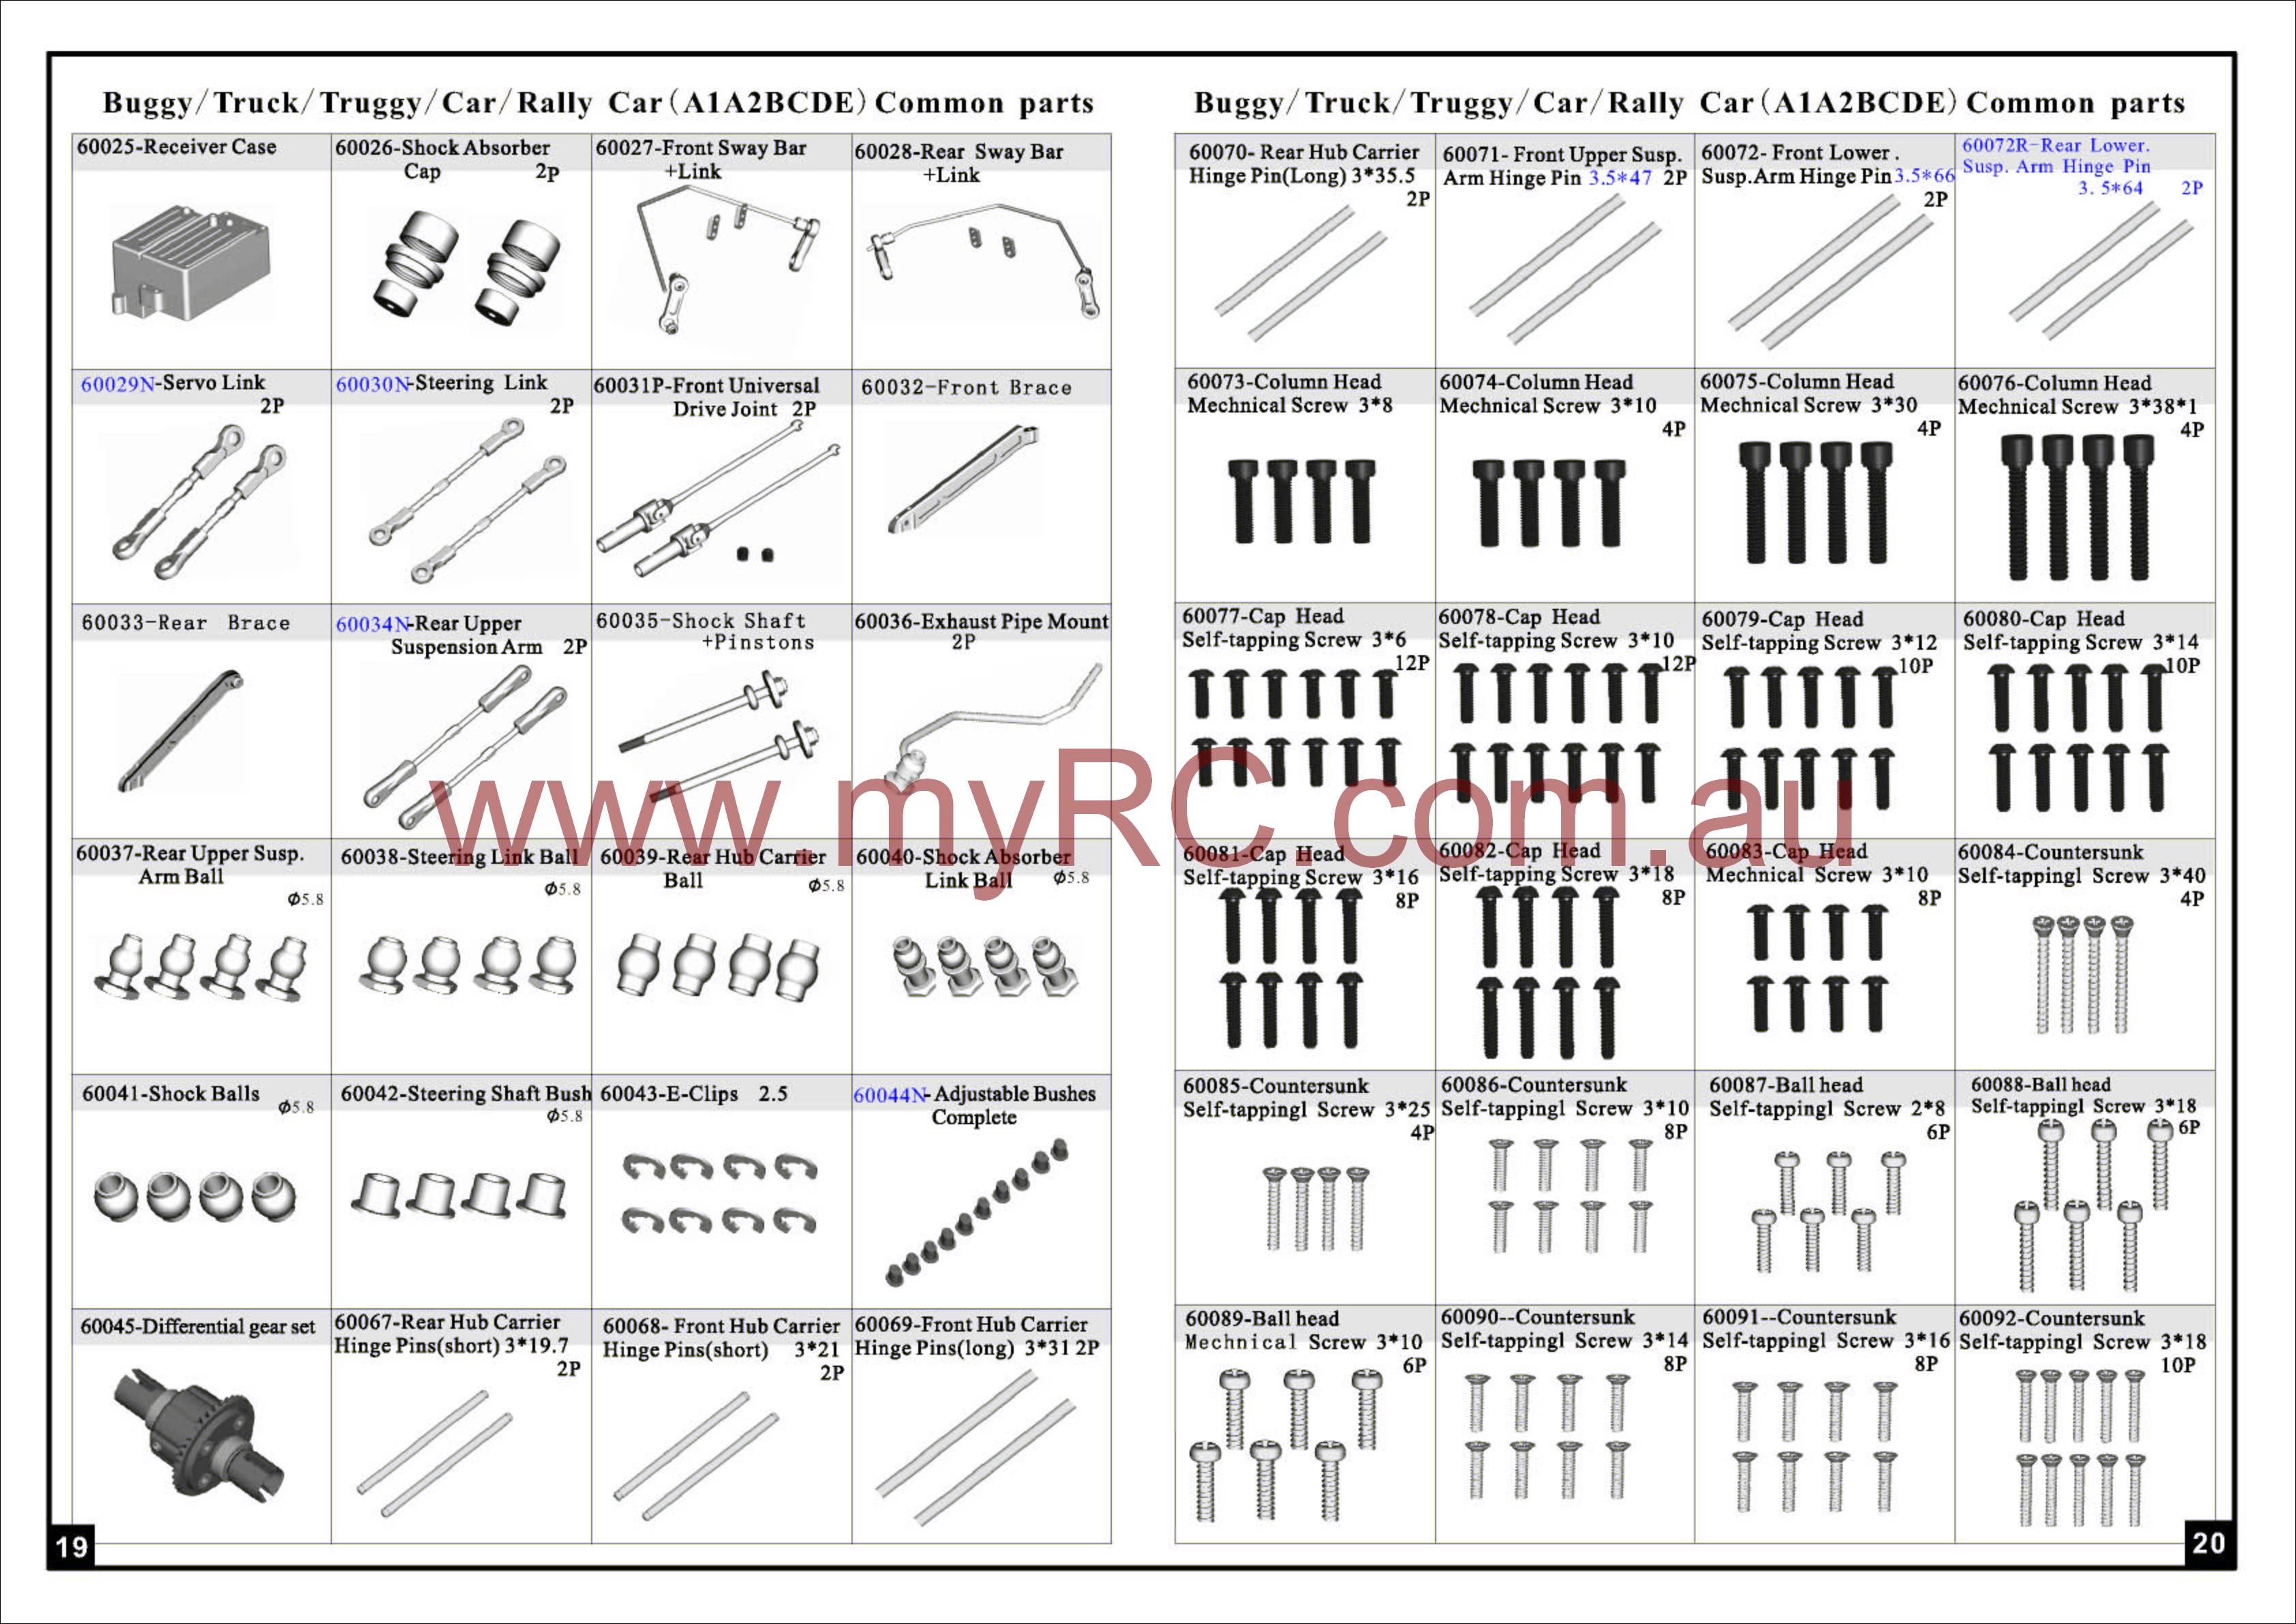 Buggy/Truck/Truggy/Car/Rally Car(A1A2BCDE)Common parts
60025-Receiver Case
60026-Shock Absorber
Cap 2P
60027-Front Sway Bar
+Link
60028-Rear Sway Bar
+Link
60029N-Servo Link
2P
60030N-Steering Link
2P
60031P-Front Universal
Drive Joint 2P
60032-Front Brace
60033-Rear Brace
60034N-Rear Upper
Suspension Arm 2P
60035-Shock Shaft
+Pinstons
60036-Exhaust Pipe Mount
2P
60037-Rear Upper Susp.
Arm Ball
Φ5.8
60038-Steering Link Ball
Φ5.8
60039-Rear Hub Carrier
Ball Φ5.8
60040-Shock Absorber
Link Ball Φ5.8
60041-Shock Balls
Φ5.8
60042-Steering Shaft Bush
Φ5.8
60043-E-Clips 2.5
60044N-Adjustable Bushes
Complete
60045-Differential gear set
60067-Rear Hub Carrier
Hinge Pins(short) 3*19.7
2P
60068- Front Hub Carrier
Hinge Pins(short) 3*21
2P
60069-Front Hub Carrier
Hinge Pins(long) 3*31 2P
19
Buggy/Truck/Truggy/Car/Rally Car(A1A2BCDE)Common parts
60070- Rear Hub Carrier
Hinge Pin(Long) 3*35.5
2P
60071- Front Upper Susp.
Arm Hinge Pin 3.5*47 2P
60072- Front Lower .
Susp.Arm Hinge Pin 3.5*66
2P
60072R-Rear Lower.
Susp. Arm Hinge Pin
3.5*64 2P
60073-Column Head
Mechnical Screw 3*8
60074-Column Head
Mechnical Screw 3*10
4P
60075-Column Head
Mechnical Screw 3*30
4P
60076-Column Head
Mechnical Screw 3*38*1
4P
60077-Cap Head
Self-tapping Screw 3*6
12P
60078-Cap Head
Self-tapping Screw 3*10
12P
60079-Cap Head
Self-tapping Screw 3*12
10P
60080-Cap Head
Self-tapping Screw 3*14
10P
60081-Cap Head
Self-tapping Screw 3*16
8P
60082-Cap Head
Self-tapping Screw 3*18
8P
60083-Cap Head
Mechnical Screw 3*10
8P
60084-Countersunk
Self-tappingl Screw 3*40
4P
60085-Countersunk
Self-tappingl Screw 3*25
4P
60086-Countersunk
Self-tappingl Screw 3*10
8P
60087-Ball head
Self-tappingl Screw 2*8
6P
60088-Ball head
Self-tappingl Screw 3*18
6P
60089-Ball head
Mechnical Screw 3*10
6P
60090--Countersunk
Self-tappingl Screw 3*14
8P
60091--Countersunk
Self-tappingl Screw 3*16
8P
60092-Countersunk
Self-tappingl Screw 3*18
10P
20
www.myRC.com.au